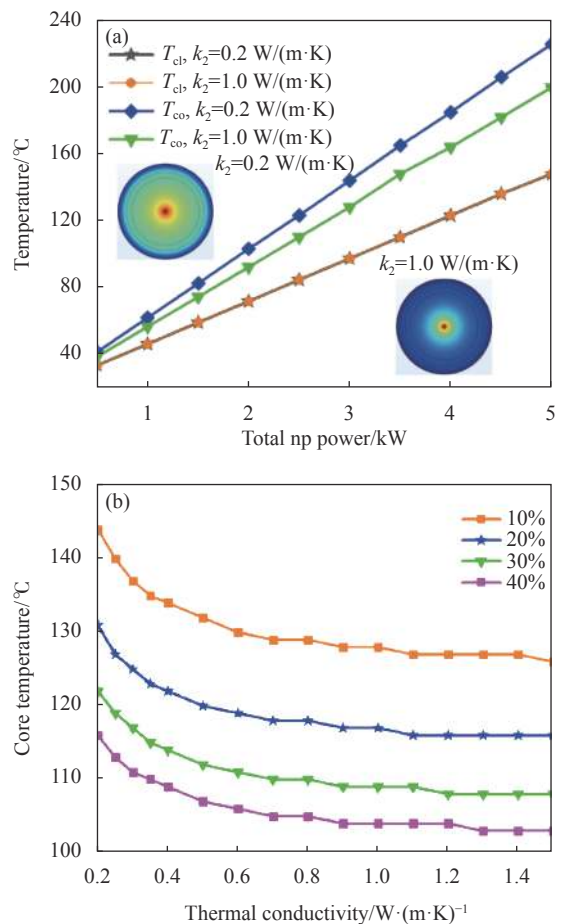 240
(a)
T_cl, k_2=0.2 W/(m·K)
T_cl, k_2=1.0 W/(m·K)
T_co, k_2=0.2 W/(m·K)
T_co, k_2=1.0 W/(m·K)
k_2=0.2 W/(m·K)
200
160
120
80
40
Temperature/℃
k_2=1.0 W/(m·K)
1 2 3 4 5
Total np power/kW
150
(b)
10%
20%
30%
40%
140
130
120
110
100
Core temperature/℃
0.2 0.4 0.6 0.8 1.0 1.2 1.4
Thermal conductivity/W·(m·K)⁻¹